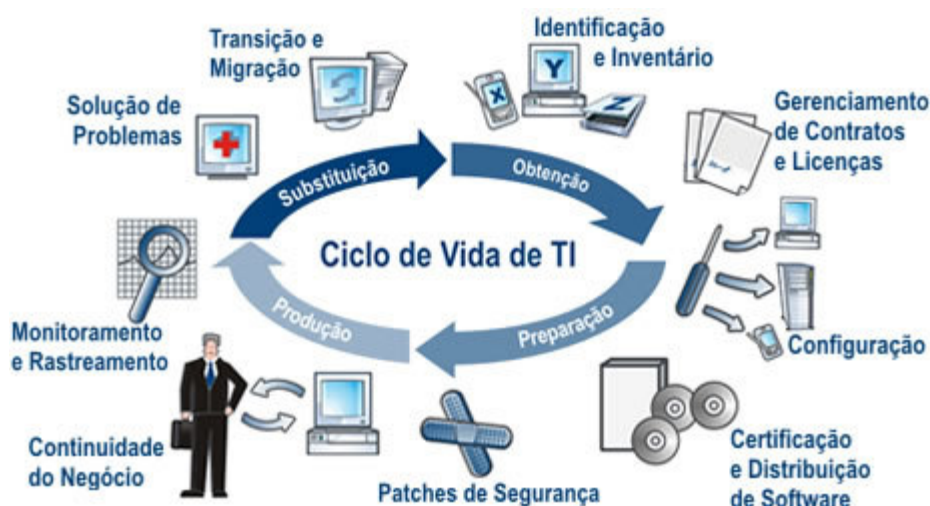 Transição e
Migração
Identificação
e Inventário
Solução de
Problemas
Gerenciamento
de Contratos
e Licenças
Substituição
Obtenção
X
Y
Z
Ciclo de Vida de TI
Produção
Preparação
Monitoramento
e Rastreamento
Configuração
Continuidade
do Negócio
Patches de Segurança
Certificação
e Distribuição
de Software